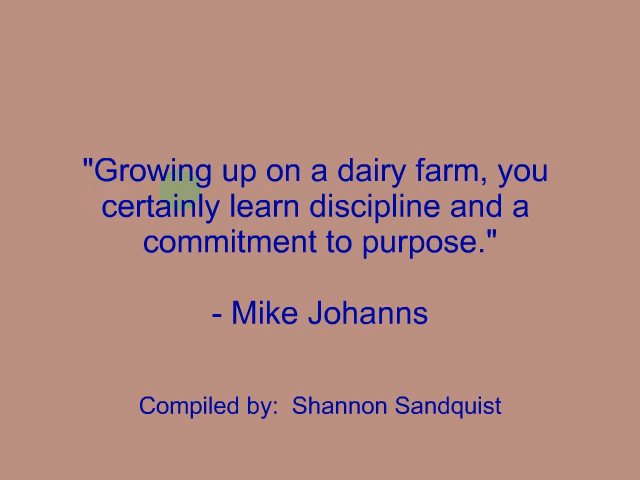 "Growing up on a dairy farm, you
certainly learn discipline and a
commitment to purpose."
- Mike Johanns
Compiled by:  Shannon Sandquist